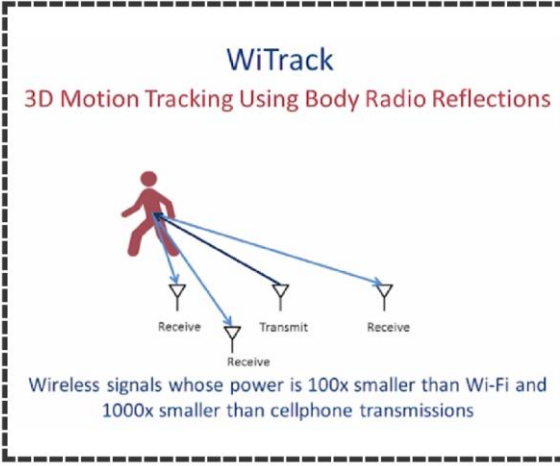 WiTrack
3D Motion Tracking Using Body Radio Reflections
Receive
Transmit
Receive
Receive
Wireless signals whose power is 100x smaller than Wi-Fi and
1000x smaller than cellphone transmissions